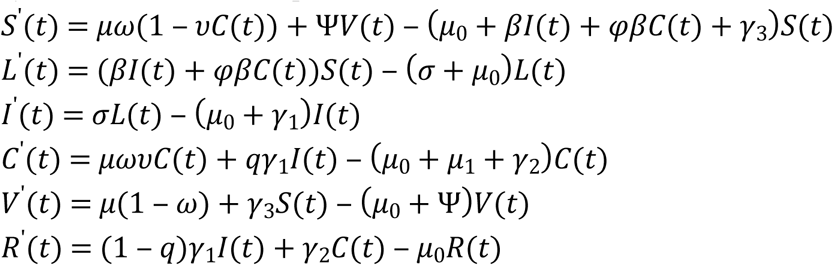 S'(t) = μω(1 – υC(t)) + ΨV(t) – (μ₀ + βI(t) + φβC(t) + γ₃)S(t)
L'(t) = (βI(t) + φβC(t))S(t) – (σ + μ₀)L(t)
I'(t) = σL(t) – (μ₀ + γ₁)I(t)
C'(t) = μωυC(t) + qγ₁I(t) – (μ₀ + μ₁ + γ₂)C(t)
V'(t) = μ(1 – ω) + γ₃S(t) – (μ₀ + Ψ)V(t)
R'(t) = (1 – q)γ₁I(t) + γ₂C(t) – μ₀R(t)